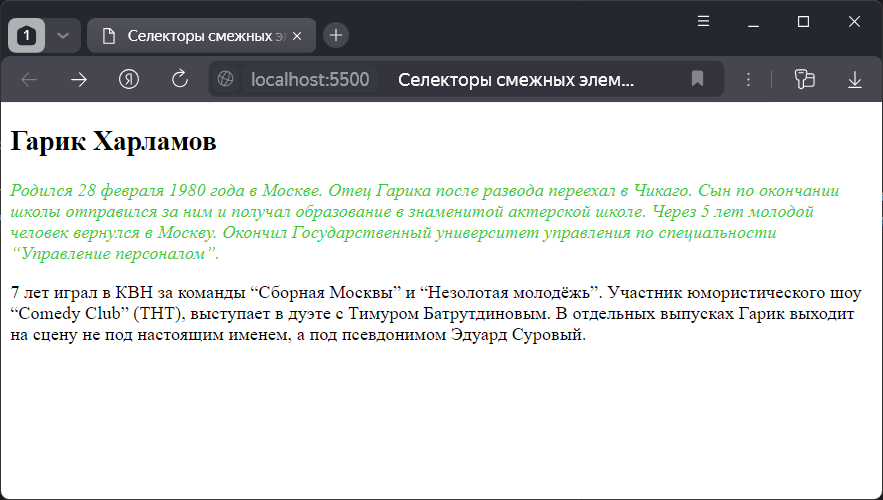 1
Селекторы смежных эл
Я
localhost:5500 Селекторы смежных элем...
Гарик Харламов
Родился 28 февраля 1980 года в Москве. Отец Гарика после развода переехал в Чикаго. Сын по окончании
школы отправился за ним и получал образование в знаменитой актерской школе. Через 5 лет молодой
человек вернулся в Москву. Окончил Государственный университет управления по специальности
“Управление персоналом”.
7 лет играл в КВН за команды “Сборная Москвы” и “Незолотая молодёжь”. Участник юмористического шоу
“Comedy Club” (ТНТ), выступает в дуэте с Тимуром Батрутдиновым. В отдельных выпусках Гарик выходит
на сцену не под настоящим именем, а под псевдонимом Эдуард Суровый.